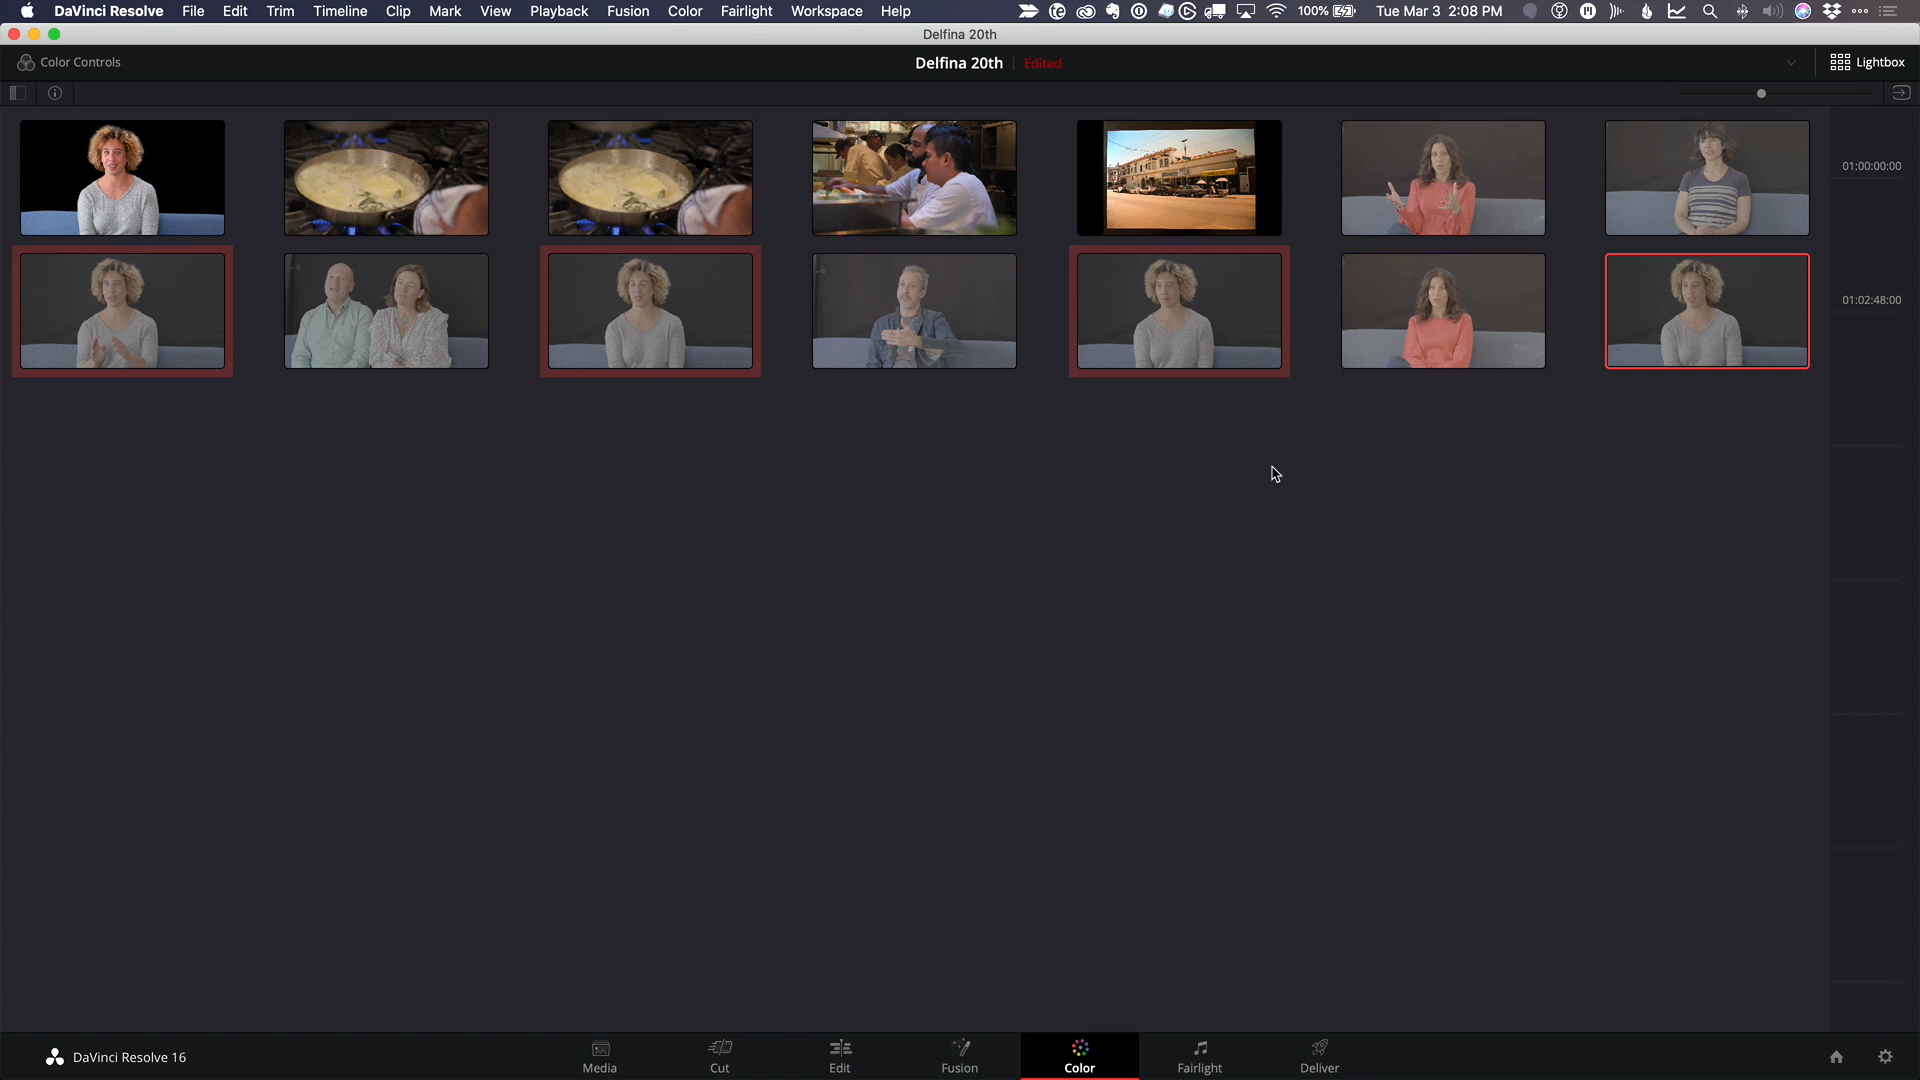 DaVinci Resolve File Edit Trim Timeline Clip Mark View Playback Fusion Color Fairlight Workspace Help 100% Tue Mar 3 2:08 PM
Delfina 20th
Color Controls Delfina 20th Edited Lightbox
01:00:00:00
01:02:48:00
DaVinci Resolve 16 Media Cut Edit Fusion Color Fairlight Deliver